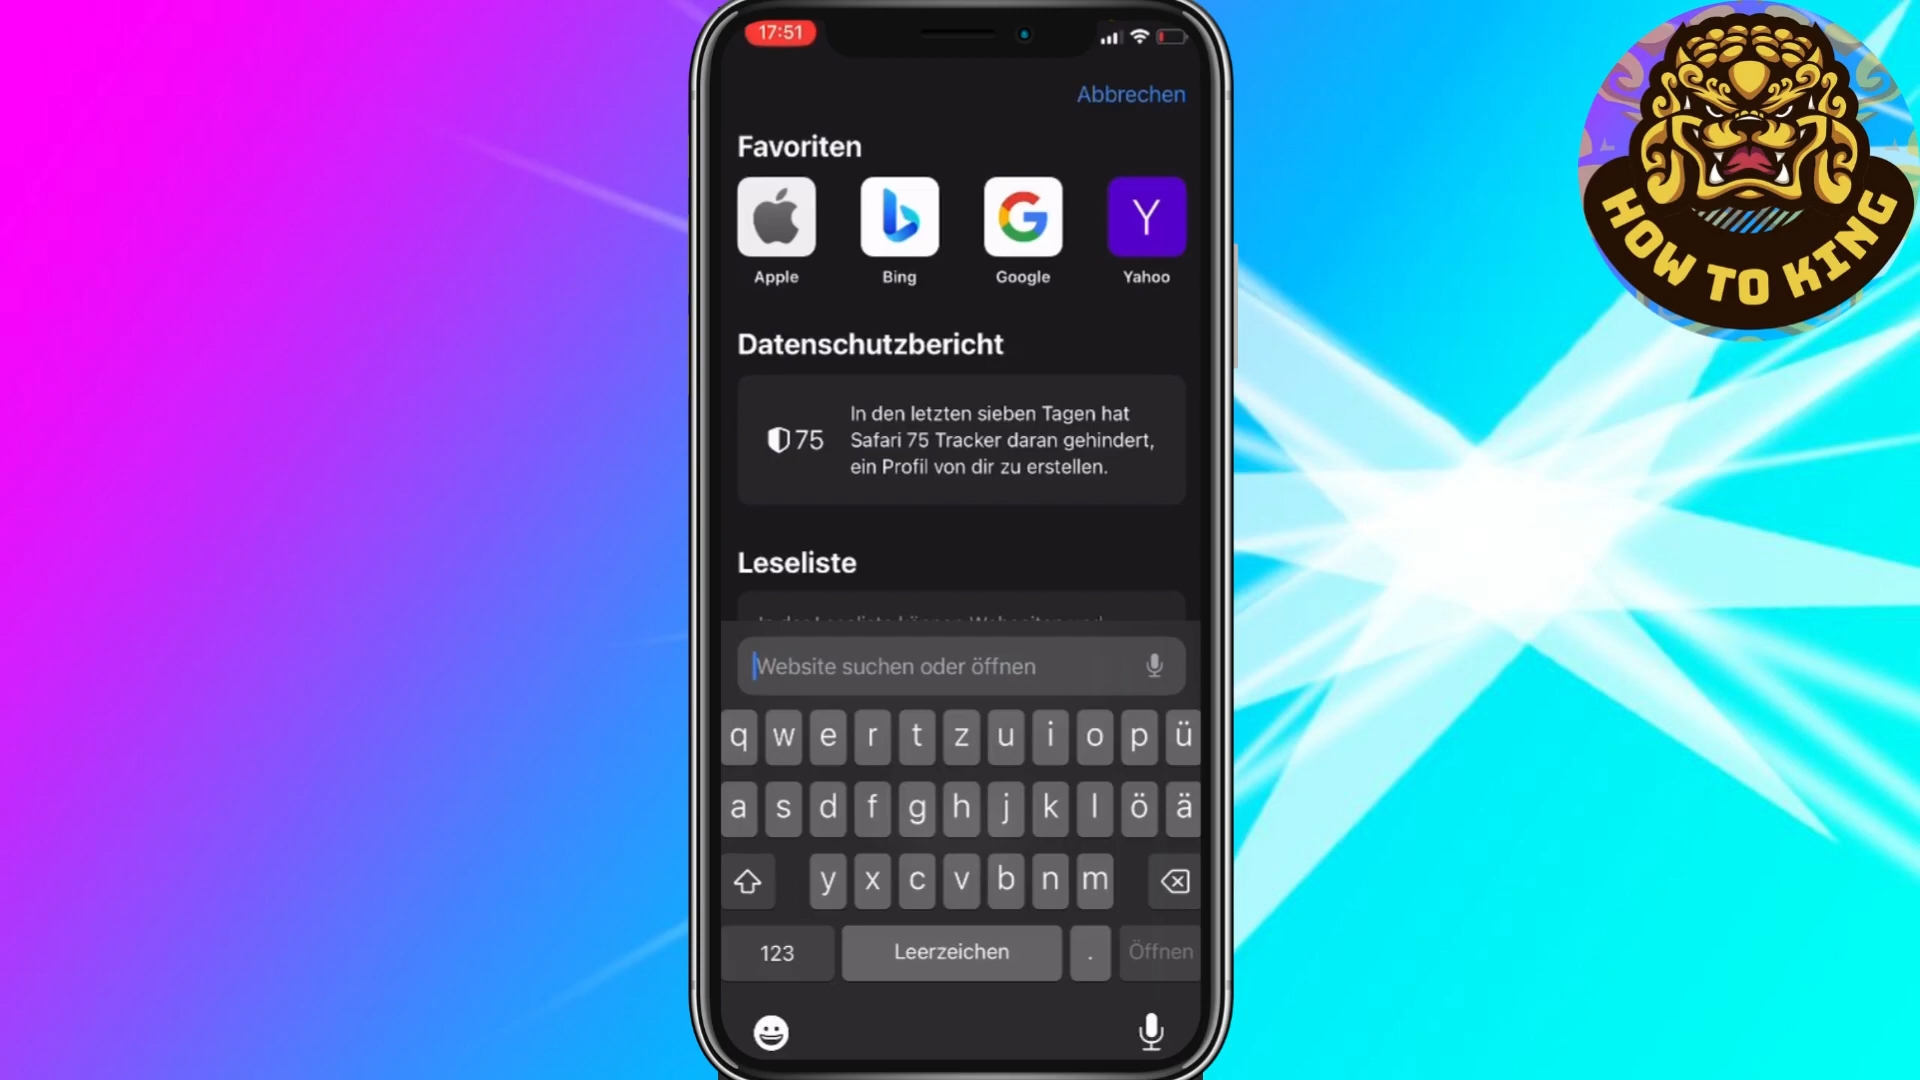 17:51
Abbrechen
Favoriten
Apple
Bing
Google
Y
Yahoo
Datenschutzbericht
75
In den letzten sieben Tagen hat
Safari 75 Tracker daran gehindert,
ein Profil von dir zu erstellen.
Leseliste
Website suchen oder öffnen
q w e r t z u i o p ü
a s d f g h j k l ö ä
y x c v b n m
123 Leerzeichen . Öffnen
HOW TO KING